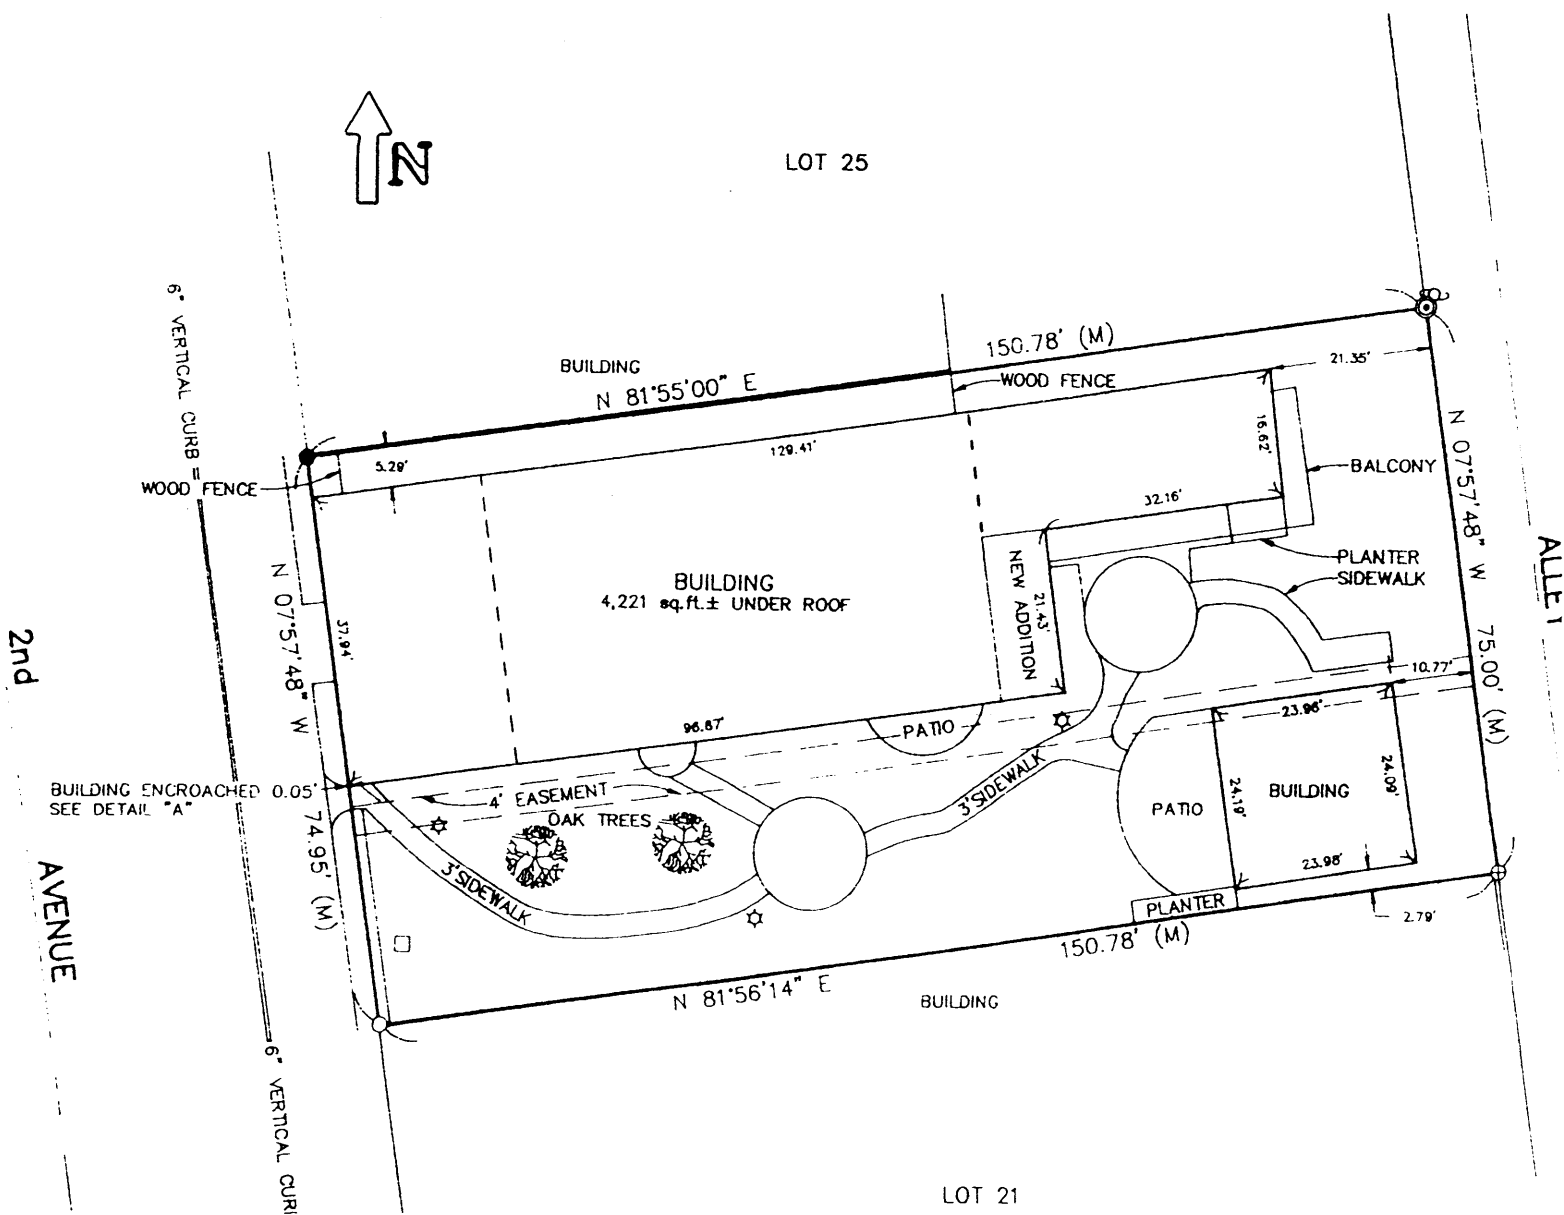 N
LOT 25
6" VERTICAL CURB
BUILDING
N 81°55'00" E
150.78' (M)
WOOD FENCE
21.35'
5.29'
129.41'
16.62'
WOOD FENCE
BALCONY
N 07°57'48" W
75.00' (M)
32.16'
PLANTER
SIDEWALK
BUILDING
4,221 sq.ft.± UNDER ROOF
NEW ADDITION
21.43'
N 07°57'48" W
37.94'
2nd
AVENUE
10.77'
96.87'
PATIO
23.96'
BUILDING ENCROACHED 0.05'
SEE DETAIL "A"
74.95' (M)
4' EASEMENT
OAK TREES
3'SIDEWALK
3'SIDEWALK
PATIO
24.19'
BUILDING
24.09'
23.98'
PLANTER
2.79'
150.78' (M)
N 81°56'14" E
BUILDING
6" VERTICAL
LOT 21